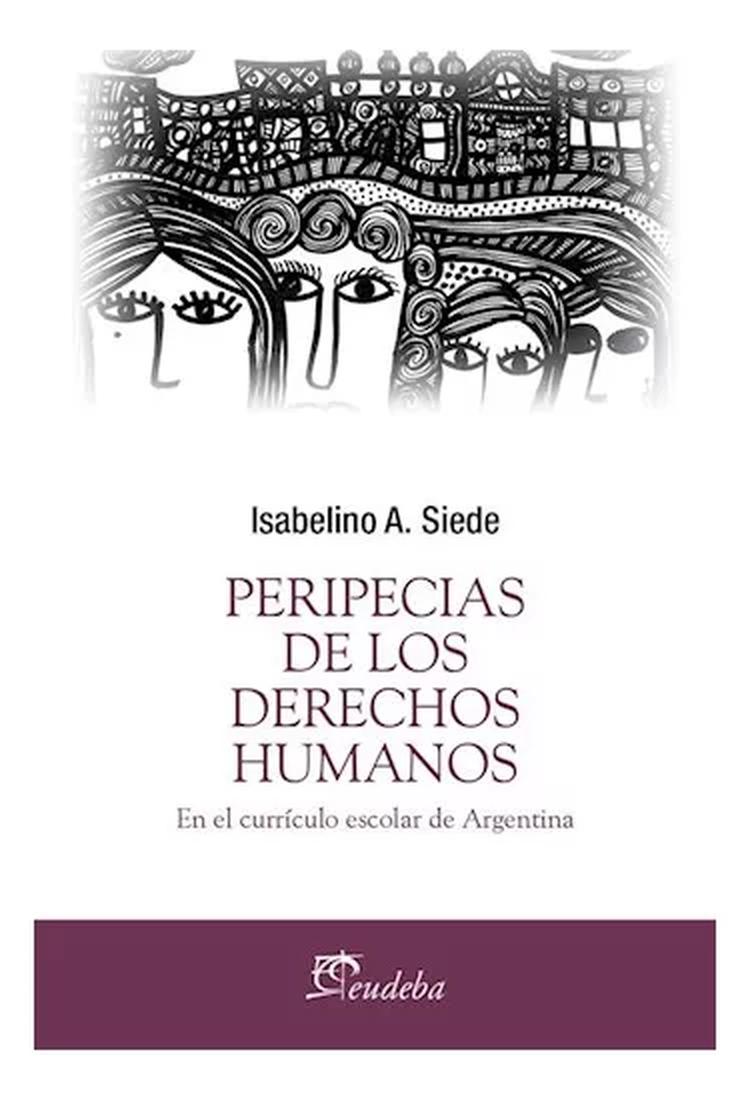 Isabelino A. Siede
PERIPECIAS
DE LOS
DERECHOS
HUMANOS
En el currículo escolar de Argentina
eudeba